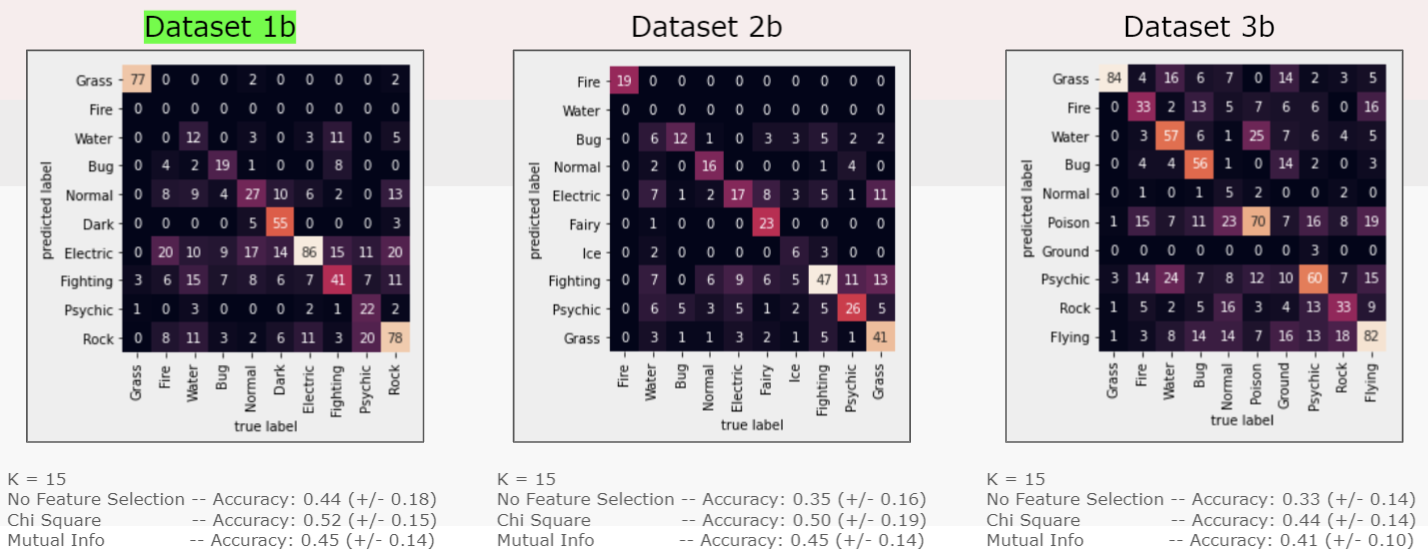 Dataset 1b Dataset 2b Dataset 3b
Grass 77 0 0 0 2 0 0 0 0 2
Fire 0 0 0 0 0 0 0 0 0 0
Water 0 0 12 0 3 0 3 11 0 5
Bug 0 4 2 19 1 0 0 8 0 0
Normal 0 8 9 4 27 10 6 2 0 13
Dark 0 0 0 0 5 55 0 0 0 3
Electric 0 20 10 9 17 14 86 15 11 20
Fighting 3 6 15 7 8 6 7 41 7 11
Psychic 1 0 3 0 0 0 2 1 22 2
Rock 0 8 11 3 2 6 11 3 20 78
predicted label
Grass Fire Water Bug Normal Dark Electric Fighting Psychic Rock
true label
Fire 19 0 0 0 0 0 0 0 0 0
Water 0 0 0 0 0 0 0 0 0 0
Bug 0 6 12 1 0 3 3 5 2 2
Normal 0 2 0 16 0 0 0 1 4 0
Electric 0 7 1 2 17 8 3 5 1 11
Fairy 0 1 0 0 0 23 0 0 0 0
Ice 0 2 0 0 0 0 6 3 0 0
Fighting 0 7 0 6 9 6 5 47 11 13
Psychic 0 6 5 3 5 1 2 5 26 5
Grass 0 3 1 1 3 2 1 5 1 41
predicted label
Fire Water Bug Normal Electric Fairy Ice Fighting Psychic Grass
true label
Grass 84 4 16 6 7 0 14 2 3 5
Fire 0 33 2 13 5 7 6 6 0 16
Water 0 3 57 6 1 25 7 6 4 5
Bug 0 4 4 56 1 0 14 2 0 3
Normal 0 1 0 1 5 2 0 0 2 0
Poison 1 15 7 11 23 70 7 16 8 19
Ground 0 0 0 0 0 0 0 3 0 0
Psychic 3 14 24 7 8 12 10 60 7 15
Rock 1 5 2 5 16 3 4 13 33 9
Flying 1 3 8 14 14 7 16 13 18 82
predicted label
Grass Fire Water Bug Normal Poison Ground Psychic Rock Flying
true label
K = 15
No Feature Selection -- Accuracy: 0.44 (+/- 0.18)
Chi Square -- Accuracy: 0.52 (+/- 0.15)
Mutual Info -- Accuracy: 0.45 (+/- 0.14)
K = 15
No Feature Selection -- Accuracy: 0.35 (+/- 0.16)
Chi Square -- Accuracy: 0.50 (+/- 0.19)
Mutual Info -- Accuracy: 0.45 (+/- 0.14)
K = 15
No Feature Selection -- Accuracy: 0.33 (+/- 0.14)
Chi Square -- Accuracy: 0.44 (+/- 0.14)
Mutual Info -- Accuracy: 0.41 (+/- 0.10)